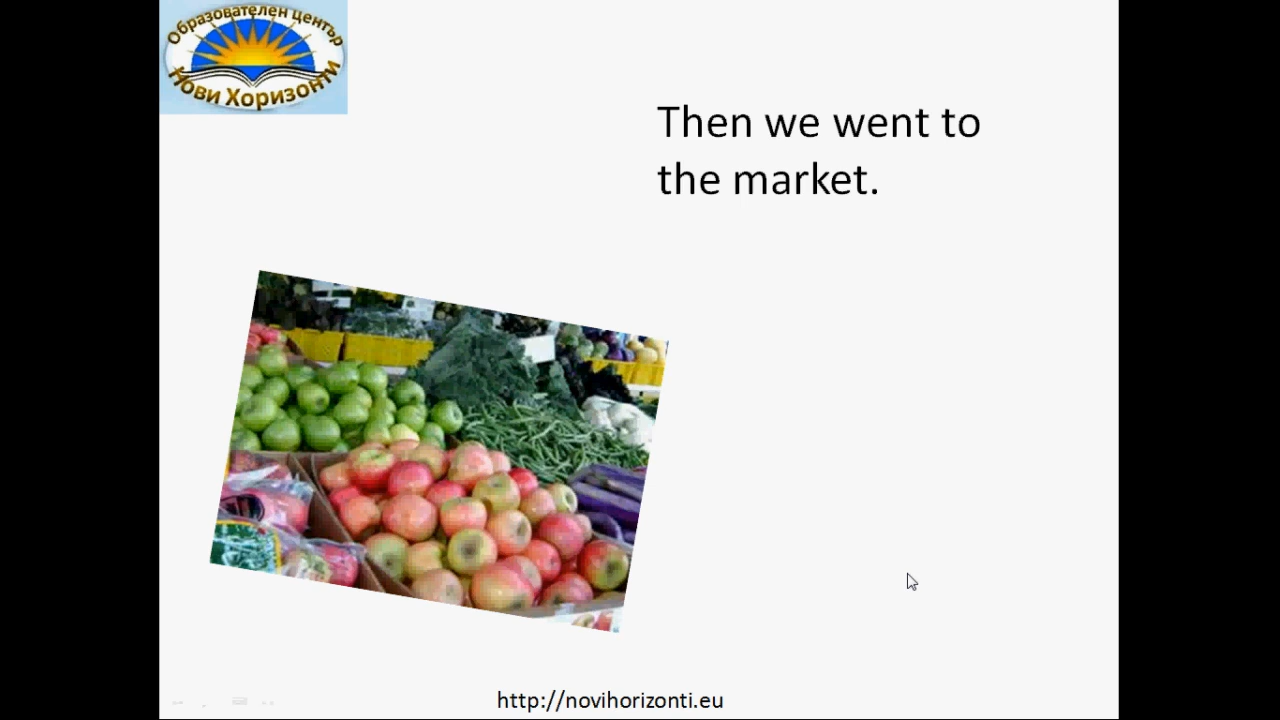 Образователен център
Нови Хоризонти
Then we went to
the market.
http://novihorizonti.eu